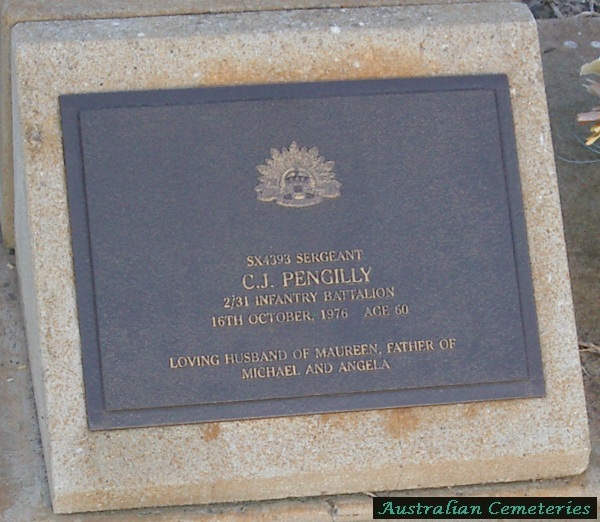 SX4393 SERGEANT
C.J. PENGILLY
2/31 INFANTRY BATTALION
16TH OCTOBER, 1976 AGE 60
LOVING HUSBAND OF MAUREEN, FATHER OF
MICHAEL AND ANGELA
Australian Cemeteries